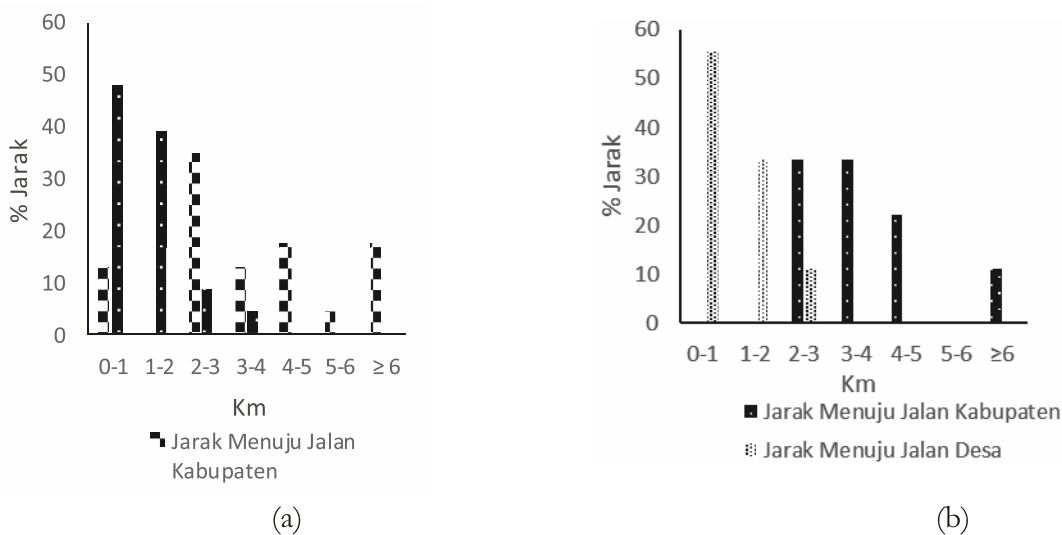 60
50
40
30
20
10
0
% Jarak
0-1 1-2 2-3 3-4 4-5 5-6 ≥ 6
Km
Jarak Menuju Jalan
Kabupaten
(a)
60
50
40
30
20
10
0
% Jarak
0-1 1-2 2-3 3-4 4-5 5-6 ≥6
Km
Jarak Menuju Jalan Kabupaten
Jarak Menuju Jalan Desa
(b)